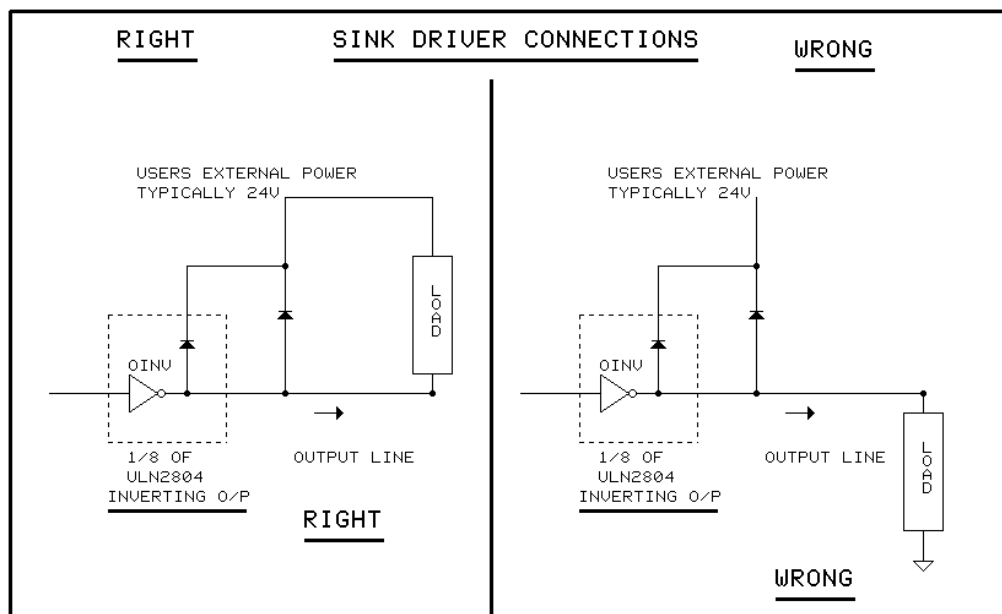 RIGHT
SINK DRIVER CONNECTIONS
WRONG
USERS EXTERNAL POWER
TYPICALLY 24V
LOAD
OINV
1/8 OF
ULN2804
INVERTING O/P
OUTPUT LINE
RIGHT
USERS EXTERNAL POWER
TYPICALLY 24V
OINV
1/8 OF
ULN2804
INVERTING O/P
OUTPUT LINE
LOAD
WRONG